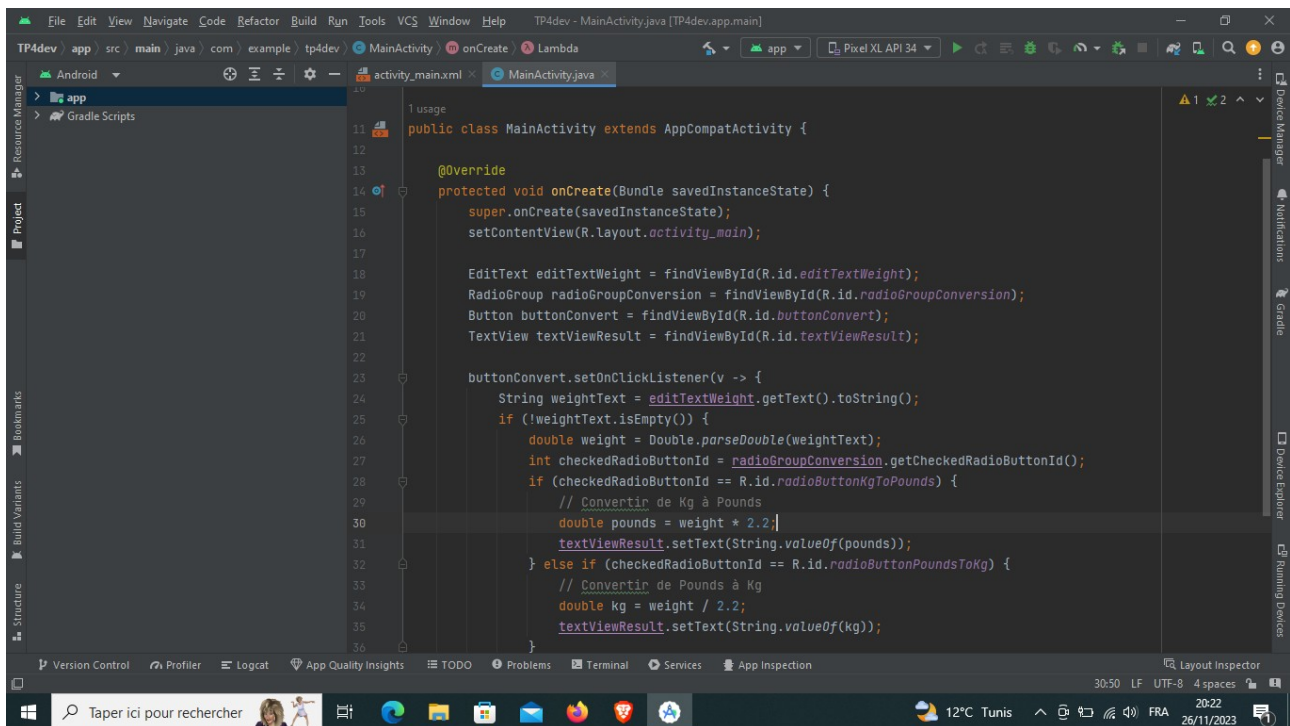 File Edit View Navigate Code Refactor Build Run Tools VCS Window Help TP4dev - MainActivity.java [TP4dev.app.main]
TP4dev app src main java com example tp4dev MainActivity onCreate Lambda app Pixel XL API 34
Android activity_main.xml MainActivity.java
app
Gradle Scripts
Resource Manager
Project
Bookmarks
Build Variants
Structure
1 usage
1 2
11 public class MainActivity extends AppCompatActivity {
12
13 @Override
14 protected void onCreate(Bundle savedInstanceState) {
15 super.onCreate(savedInstanceState);
16 setContentView(R.layout.activity_main);
17
18 EditText editTextWeight = findViewById(R.id.editTextWeight);
19 RadioGroup radioGroupConversion = findViewById(R.id.radioGroupConversion);
20 Button buttonConvert = findViewById(R.id.buttonConvert);
21 TextView textViewResult = findViewById(R.id.textViewResult);
22
23 buttonConvert.setOnClickListener(v -> {
24 String weightText = editTextWeight.getText().toString();
25 if (!weightText.isEmpty()) {
26 double weight = Double.parseDouble(weightText);
27 int checkedRadioButtonId = radioGroupConversion.getCheckedRadioButtonId();
28 if (checkedRadioButtonId == R.id.radioButtonKgToPounds) {
29 // Convertir de Kg à Pounds
30 double pounds = weight * 2.2;
31 textViewResult.setText(String.valueOf(pounds));
32 } else if (checkedRadioButtonId == R.id.radioButtonPoundsToKg) {
33 // Convertir de Pounds à Kg
34 double kg = weight / 2.2;
35 textViewResult.setText(String.valueOf(kg));
36 }
Device Manager
Notifications
Gradle
Device Explorer
Running Devices
Version Control Profiler Logcat App Quality Insights TODO Problems Terminal Services App Inspection Layout Inspector
30:50 LF UTF-8 4 spaces
Taper ici pour rechercher 12°C Tunis FRA 20:22
26/11/2023